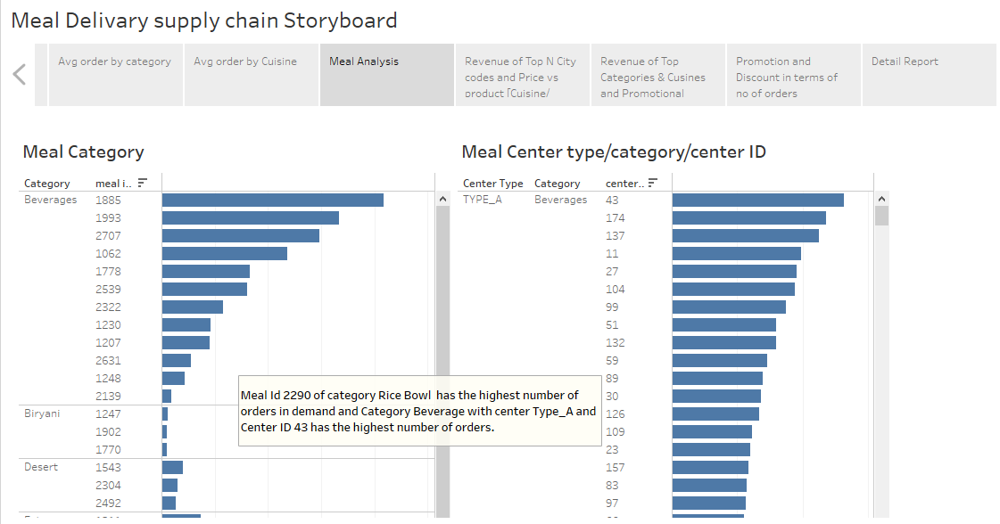 Meal Delivary supply chain Storyboard
Avg order by category
Avg order by Cuisine
Meal Analysis
Revenue of Top N City
codes and Price vs
product [Cuisine/
Revenue of Top
Categories & Cusines
and Promotional
Promotion and
Discount in terms of
no of orders
Detail Report
Meal Category
Category meal i..
Beverages 1885
1993
2707
1062
1778
2539
2322
1230
1207
2631
1248
2139
Biryani 1247
1902
1770
Desert 1543
2304
2492
Meal Center type/category/center ID
Center Type Category center..
TYPE_A Beverages 43
174
137
11
27
104
99
51
132
59
89
30
126
109
23
157
83
97
Meal Id 2290 of category Rice Bowl has the highest number of
orders in demand and Category Beverage with center Type_A and
Center ID 43 has the highest number of orders.